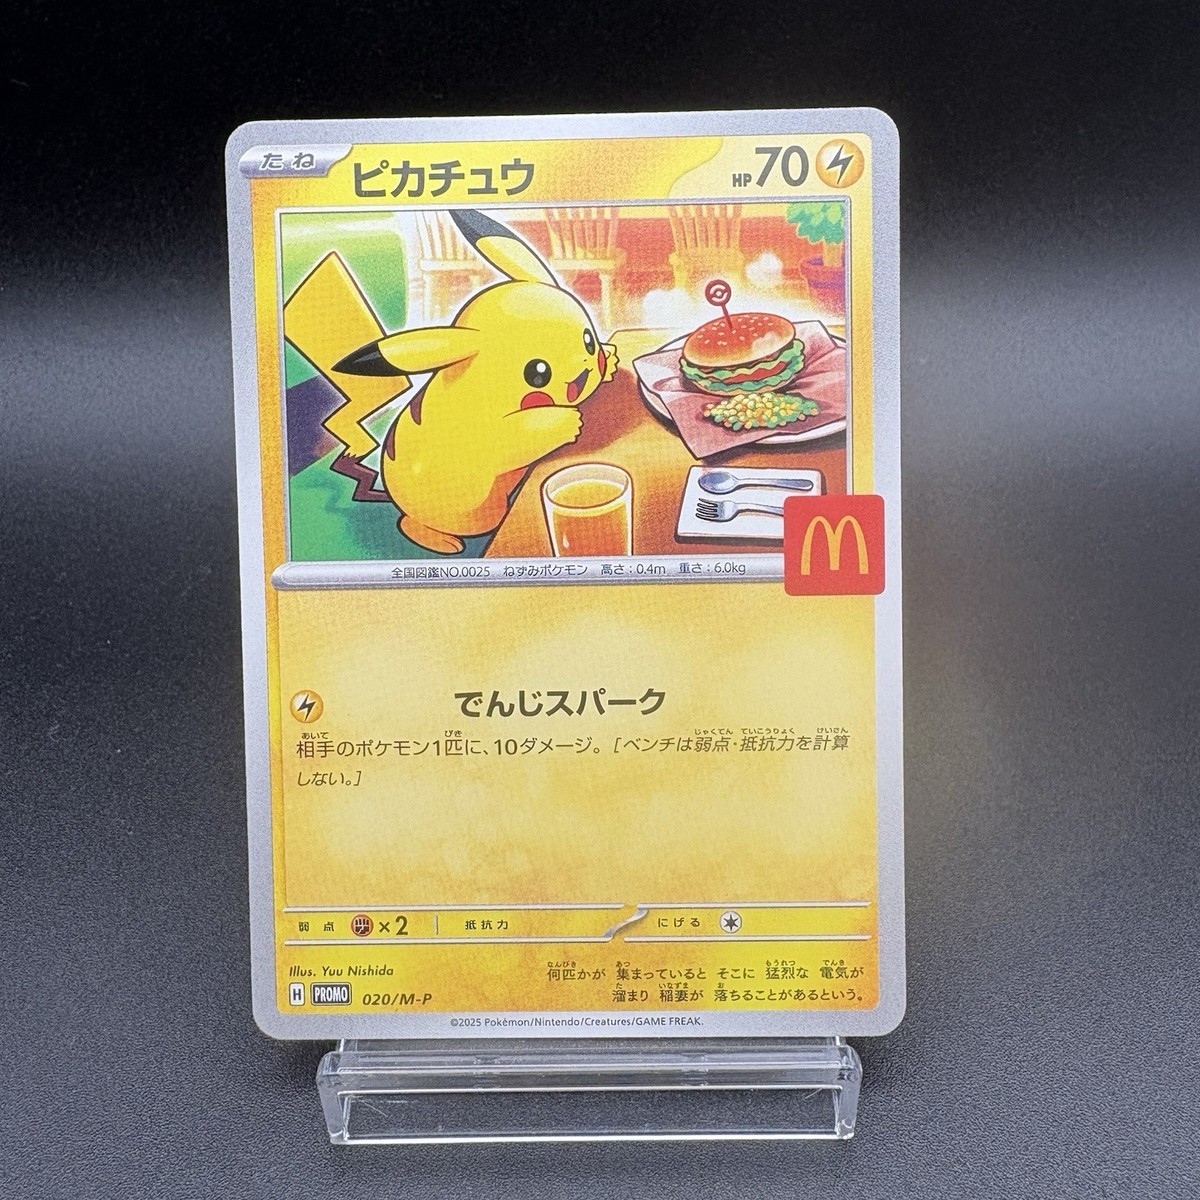 たね ピカチュウ HP70
全国図鑑NO.0025 ねずみポケモン 高さ:0.4m 重さ:6.0kg
M
でんじスパーク
相手のポケモン1匹に、10ダメージ。[ベンチは弱点・抵抗力を計算
しない。]
弱点 ×2 抵抗力 にげる
Illus. Yuu Nishida
何匹かが 集まっていると そこに 猛烈な 電気が
溜まり 稲妻が 落ちることがあるという。
H PROMO 020/M-P
©2025 Pokémon/Nintendo/Creatures/GAME FREAK.